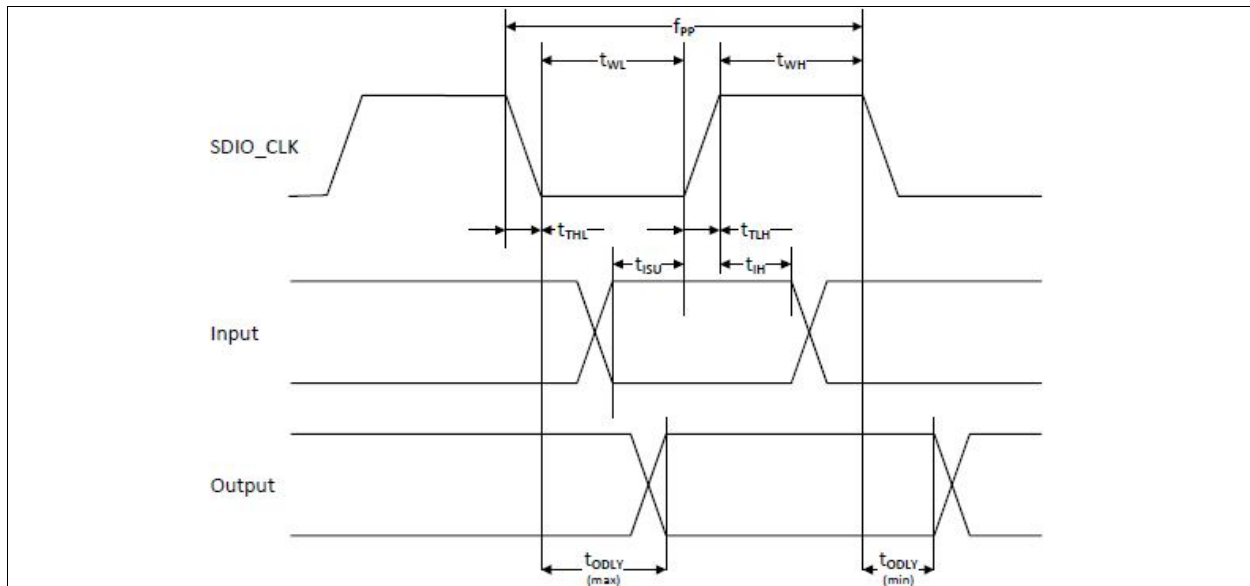 fPP
tWL
tWH
SDIO_CLK
tTHL
tTLH
tISU
tIH
Input
Output
tODLY
(max)
tODLY
(min)